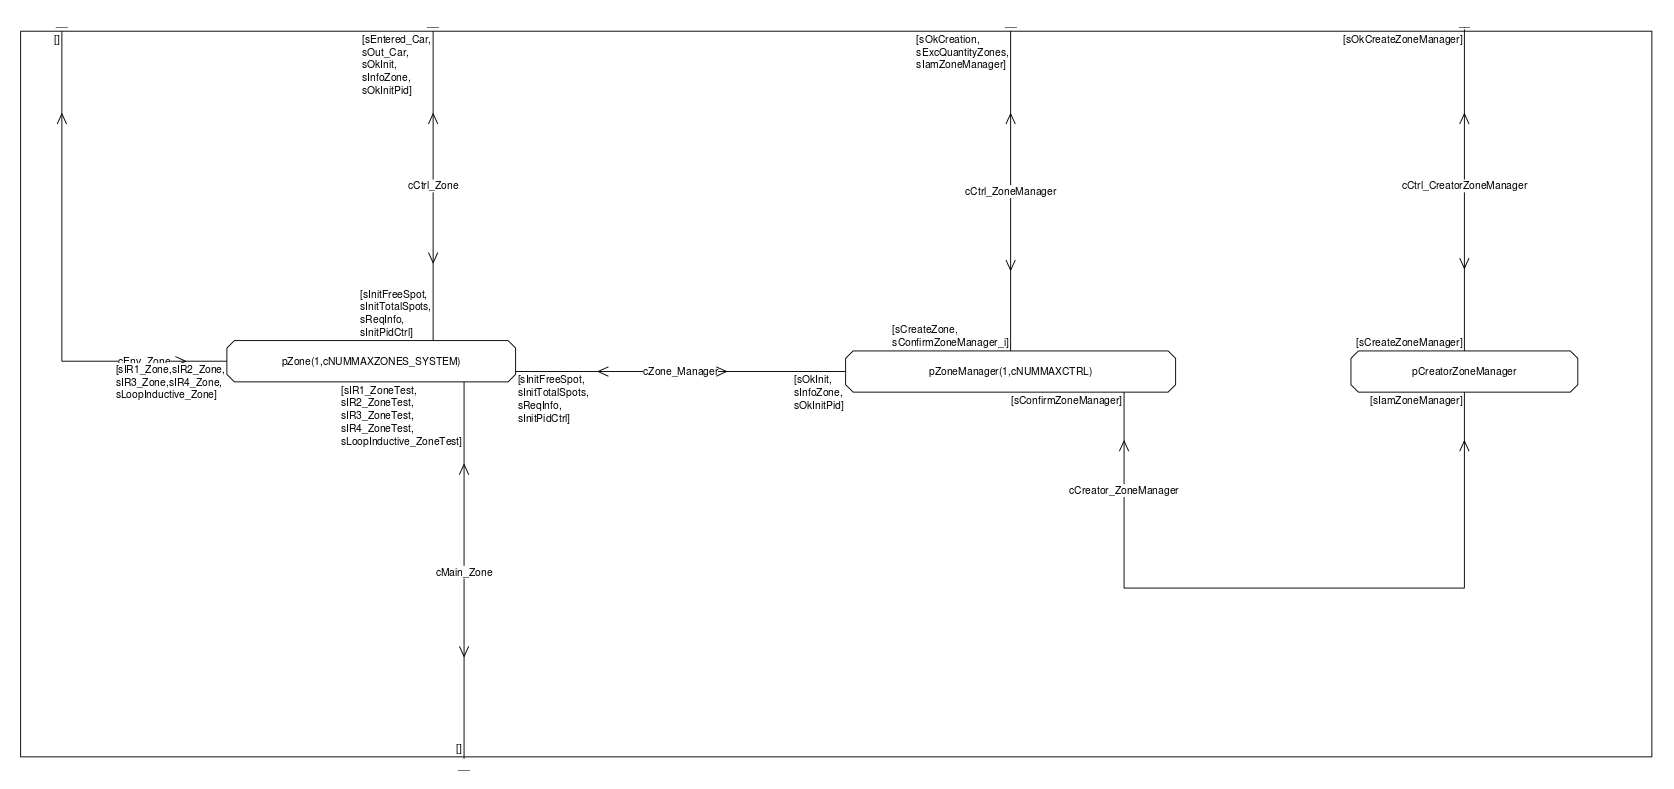 []
[sEntered_Car,
sOut_Car,
sOkInit,
sInfoZone,
sOkInitPid]
[sOkCreation,
sExcQuantityZones,
sIamZoneManager]
[sOkCreateZoneManager]
cCtrl_Zone
cCtrl_ZoneManager
cCtrl_CreatorZoneManager
[sInitFreeSpot,
sInitTotalSpots,
sReqInfo,
sInitPidCtrl]
[sCreateZone,
sConfirmZoneManager_i]
[sCreateZoneManager]
cEnv_Zone
[sIR1_Zone,sIR2_Zone,
sIR3_Zone,sIR4_Zone,
sLoopInductive_Zone]
pZone(1,cNUMMAXZONES_SYSTEM)
cZone_Manager
pZoneManager(1,cNUMMAXCTRL)
pCreatorZoneManager
[sInitFreeSpot,
sInitTotalSpots,
sReqInfo,
sInitPidCtrl]
[sOkInit,
sInfoZone,
sOkInitPid]
[sIR1_ZoneTest,
sIR2_ZoneTest,
sIR3_ZoneTest,
sIR4_ZoneTest,
sLoopInductive_ZoneTest]
[sConfirmZoneManager]
[sIamZoneManager]
cCreator_ZoneManager
cMain_Zone
[]